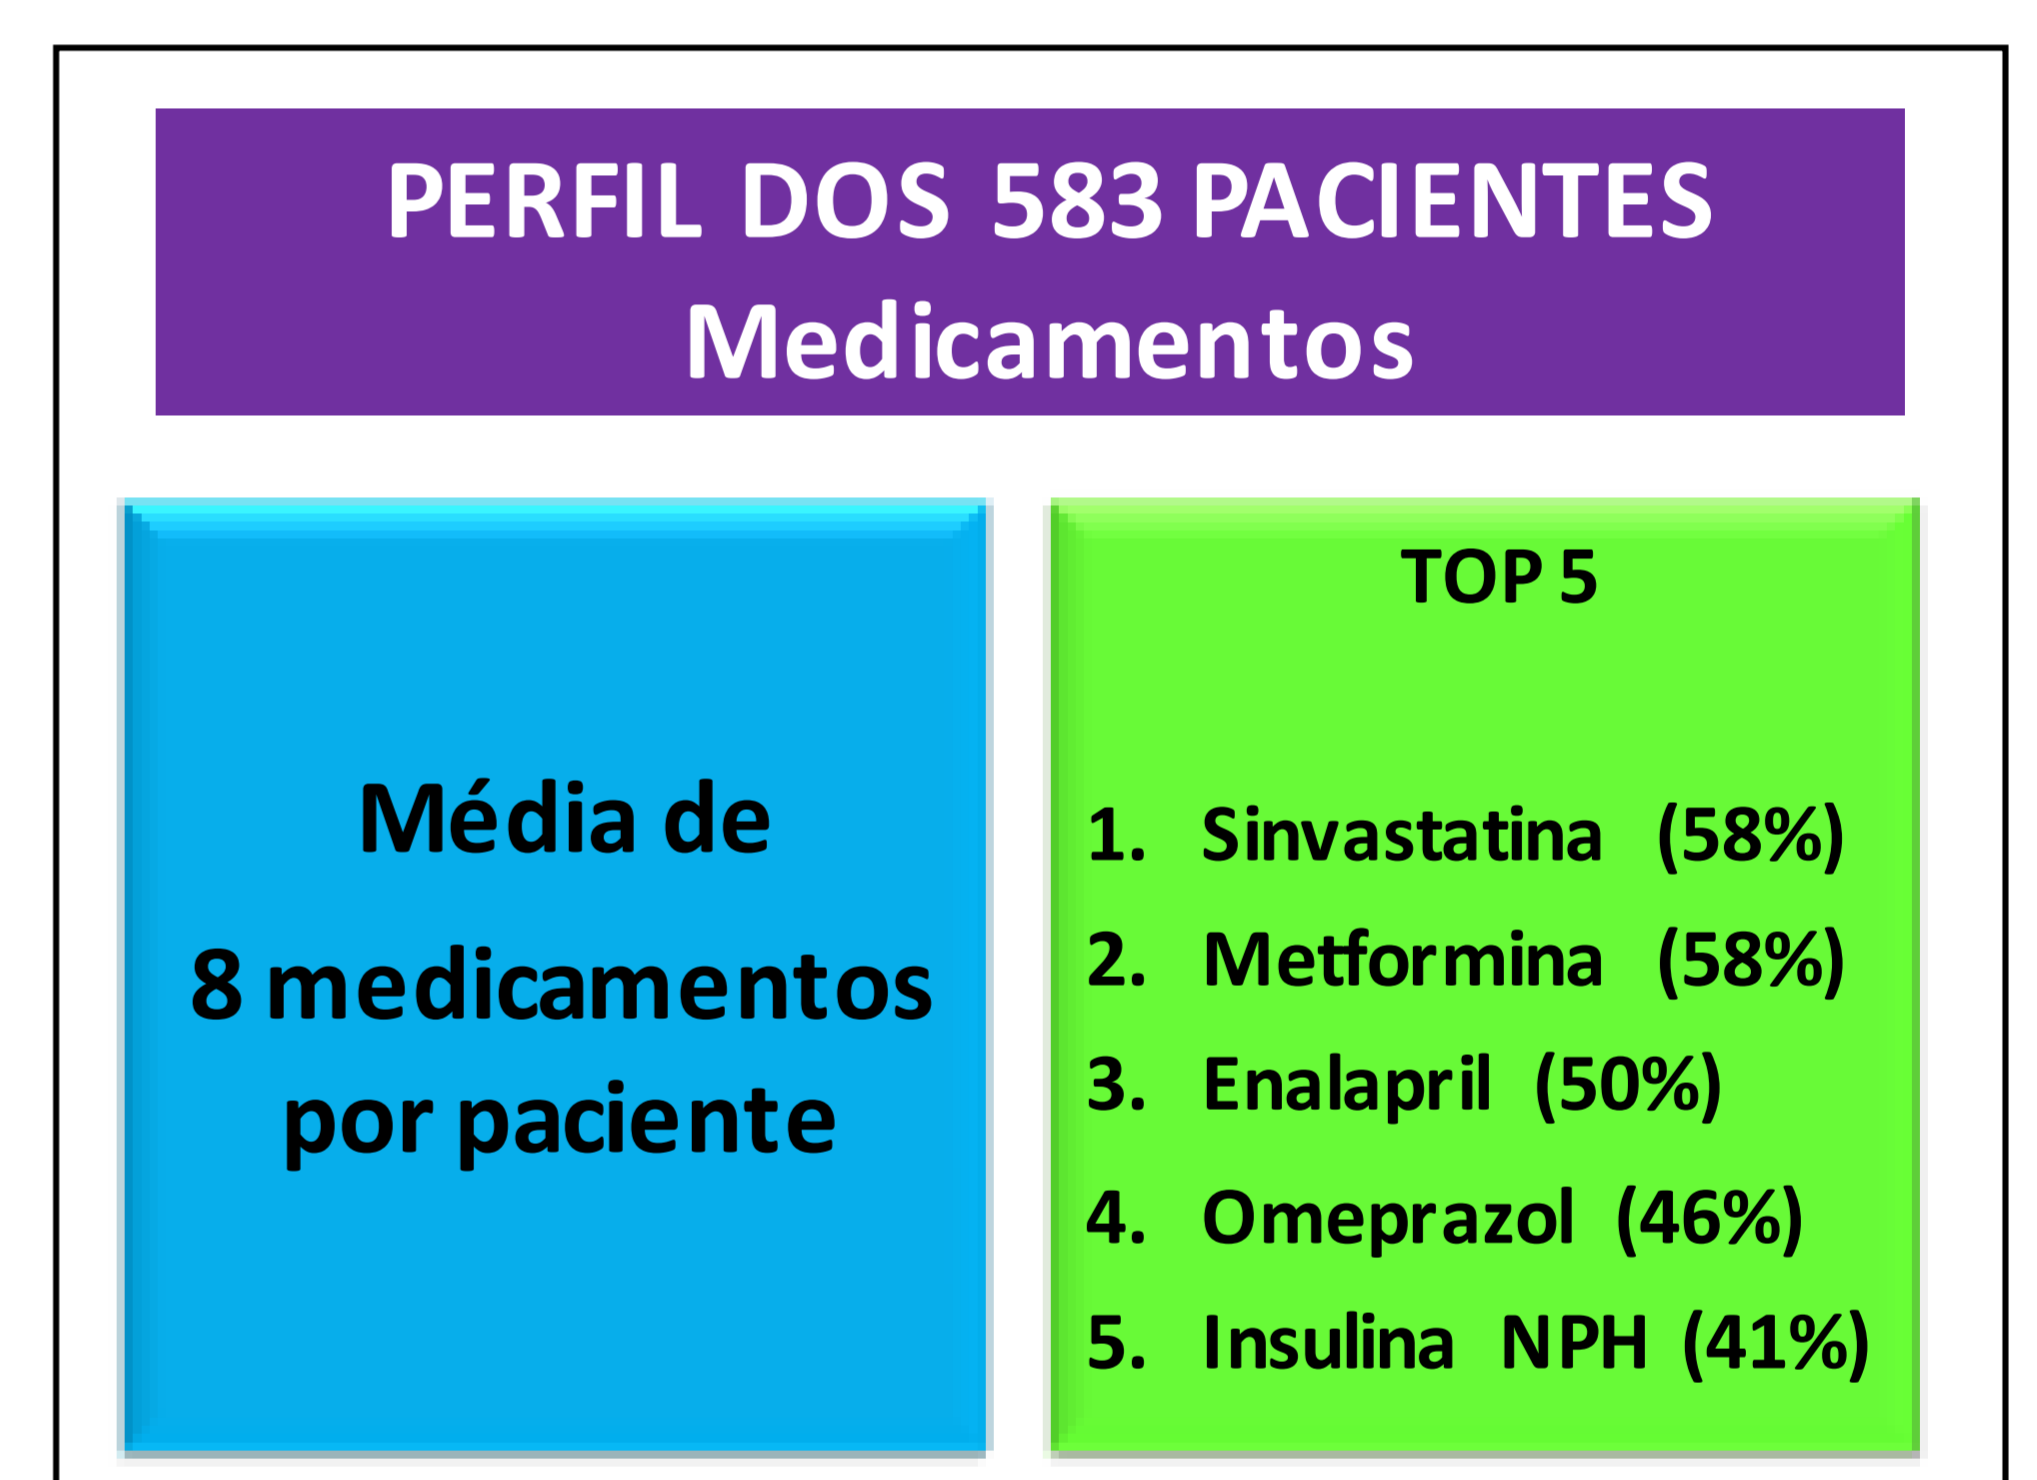 PERFIL DOS 583 PACIENTES
Medicamentos
Média de
8 medicamentos
por paciente
TOP 5
1. Sinvastatina (58%)
2. Metformina (58%)
3. Enalapril (50%)
4. Omeprazol (46%)
5. Insulina NPH (41%)